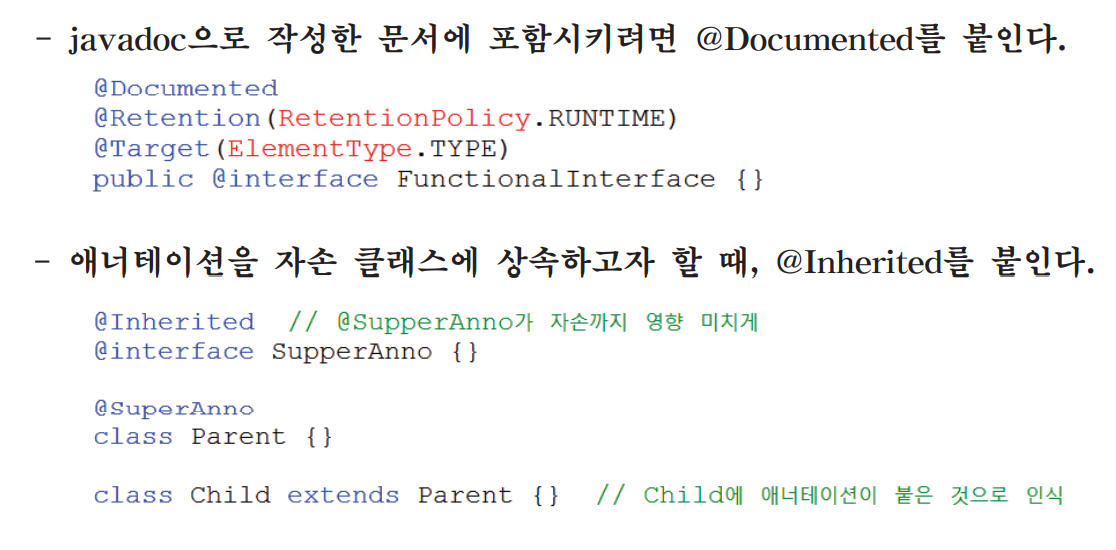 - javadoc으로 작성한 문서에 포함시키려면 @Documented를 붙인다.
@Documented
@Retention(RetentionPolicy.RUNTIME)
@Target(ElementType.TYPE)
public @interface FunctionalInterface {}
- 애너테이션을 자손 클래스에 상속하고자 할 때, @Inherited를 붙인다.
@Inherited // @SupperAnno가 자손까지 영향 미치게
@interface SupperAnno {}
@SuperAnno
class Parent {}
class Child extends Parent {} // Child에 애너테이션이 붙은 것으로 인식